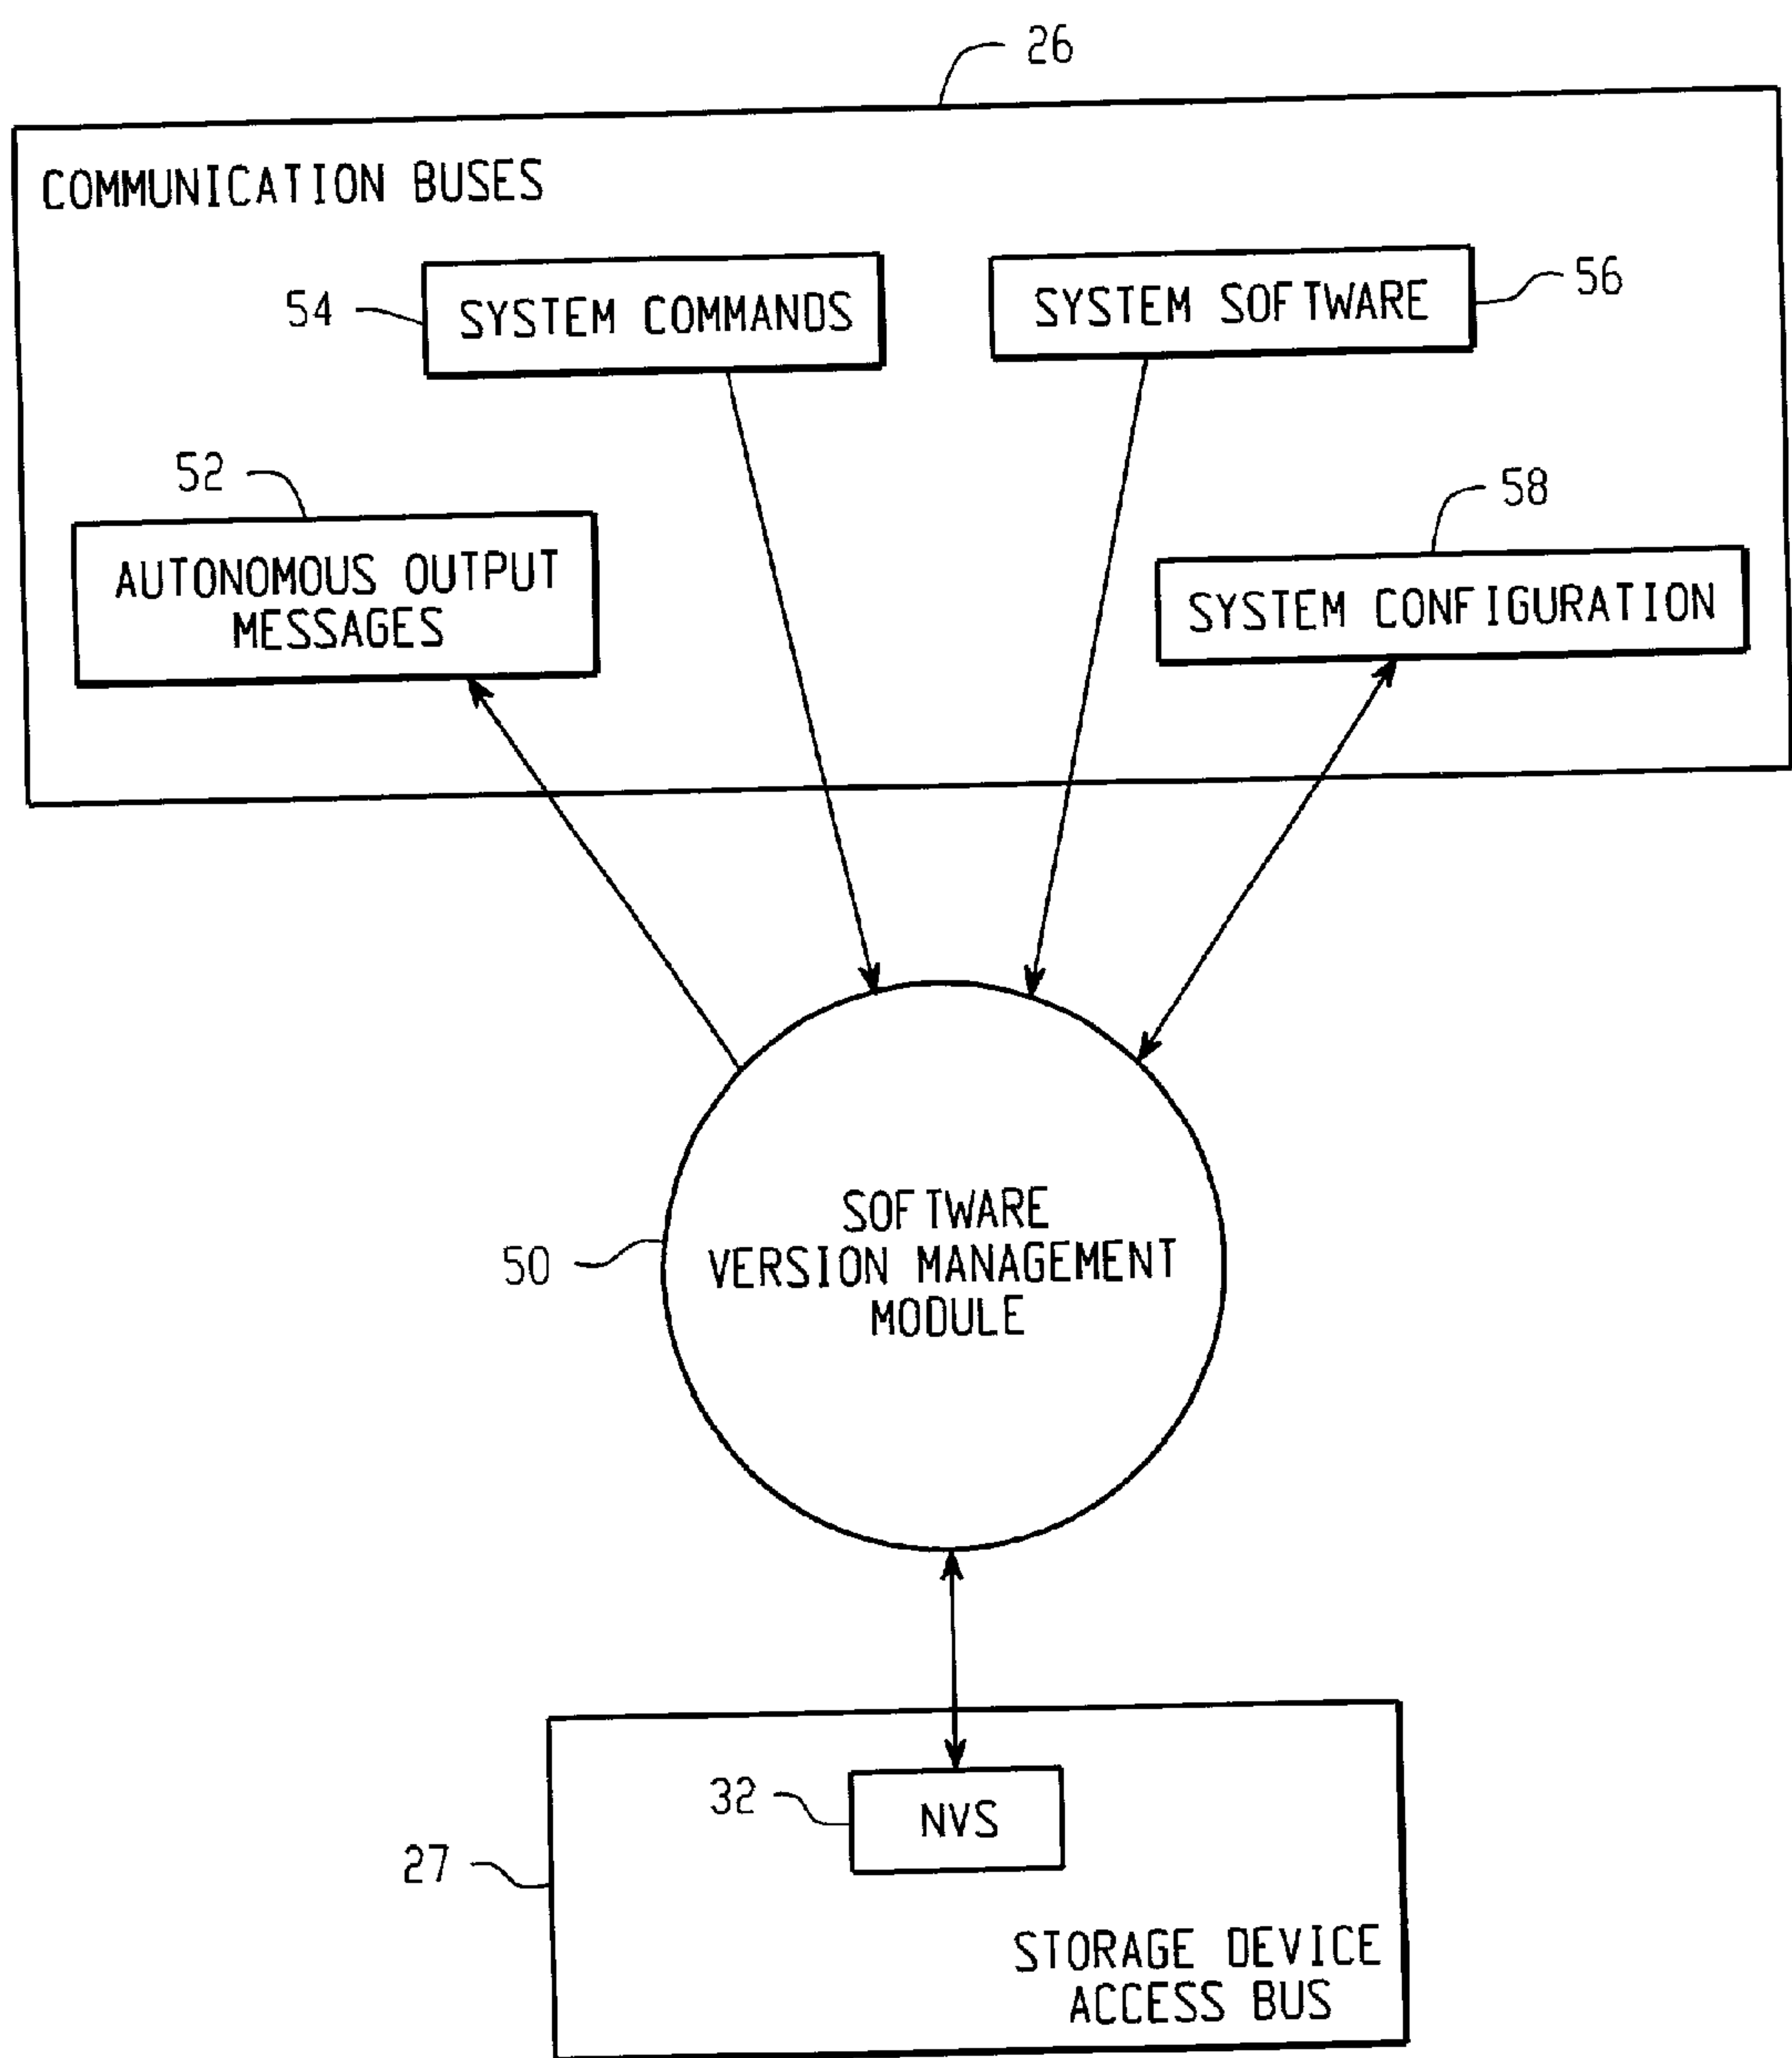 26
COMMUNICATION BUSES
54
SYSTEM COMMANDS
SYSTEM SOFTWARE
56
52
AUTONOMOUS OUTPUT
MESSAGES
58
SYSTEM CONFIGURATION
50
SOFTWARE
VERSION MANAGEMENT
MODULE
32
NVS
27
STORAGE DEVICE
ACCESS BUS